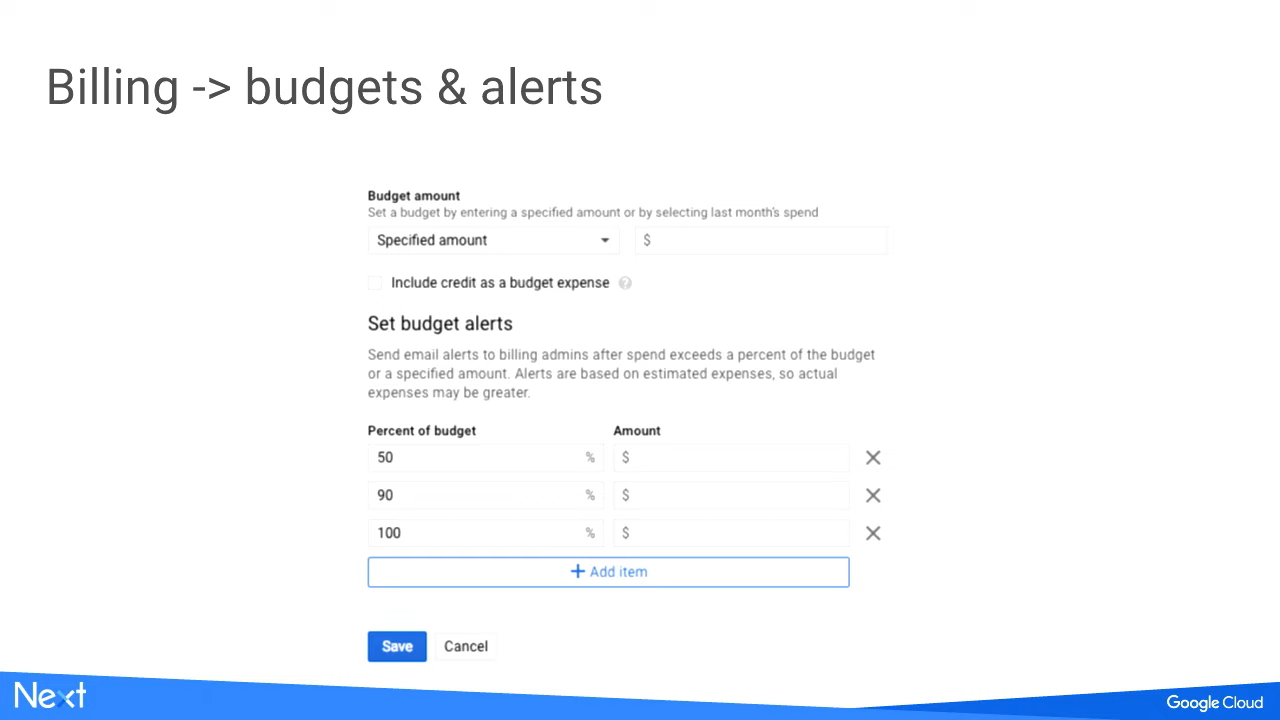 Billing -> budgets & alerts
Budget amount
Set a budget by entering a specified amount or by selecting last month's spend
Specified amount $
Include credit as a budget expense ?
Set budget alerts
Send email alerts to billing admins after spend exceeds a percent of the budget
or a specified amount. Alerts are based on estimated expenses, so actual
expenses may be greater.
Percent of budget Amount
50 % $
90 % $
100 % $
+ Add item
Save Cancel
Next Google Cloud